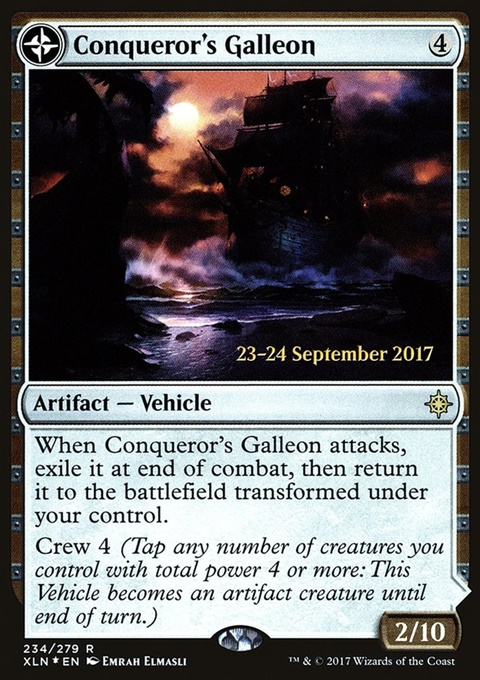 Conqueror's Galleon 4
23–24 September 2017
Artifact — Vehicle
When Conqueror's Galleon attacks,
exile it at end of combat, then return
it to the battlefield transformed under
your control.
Crew 4 (Tap any number of creatures you
control with total power 4 or more: This
Vehicle becomes an artifact creature until
end of turn.)
2/10
234/279 R
XLN ★ EN Emrah Elmasli
™ & © 2017 Wizards of the Coast